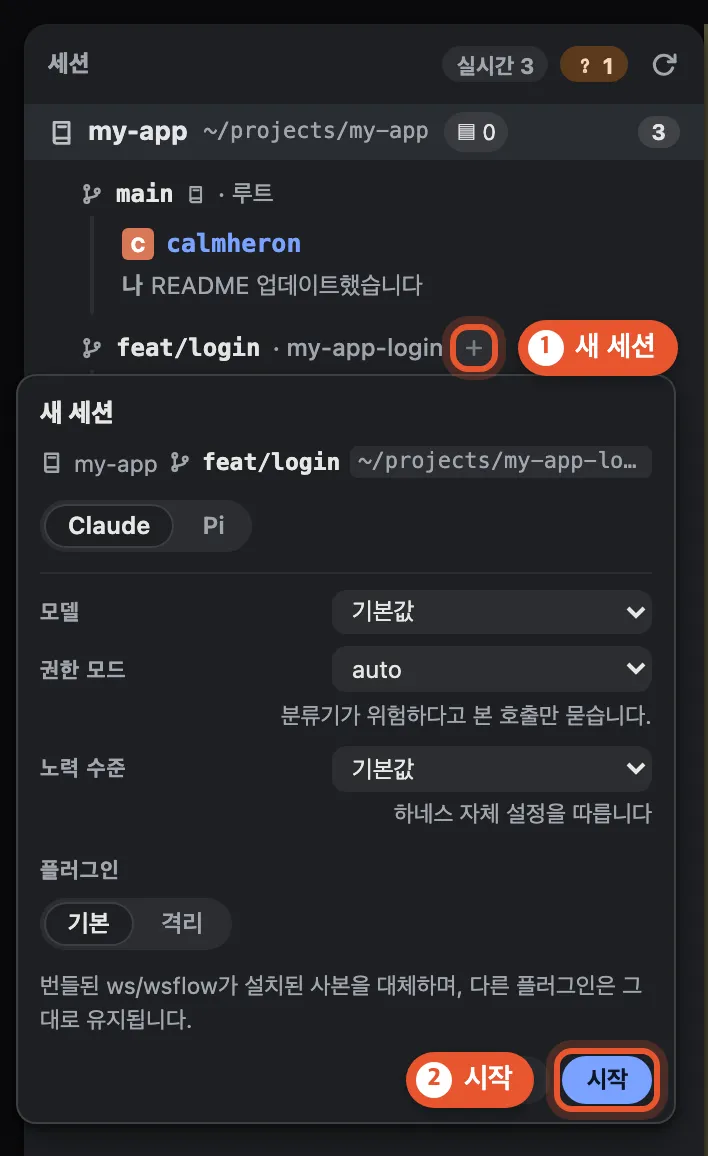 세션 실시간 3 ? 1
my-app ~/projects/my-app 0 3
main · 루트
C calmheron
나 README 업데이트했습니다
feat/login · my-app-login + 1 새 세션
새 세션
my-app feat/login ~/projects/my-app-lo…
Claude Pi
모델 기본값
권한 모드 auto
분류기가 위험하다고 본 호출만 묻습니다.
노력 수준 기본값
하네스 자체 설정을 따릅니다
플러그인
기본 격리
번들된 ws/wsflow가 설치된 사본을 대체하며, 다른 플러그인은 그
대로 유지됩니다.
2 시작 시작